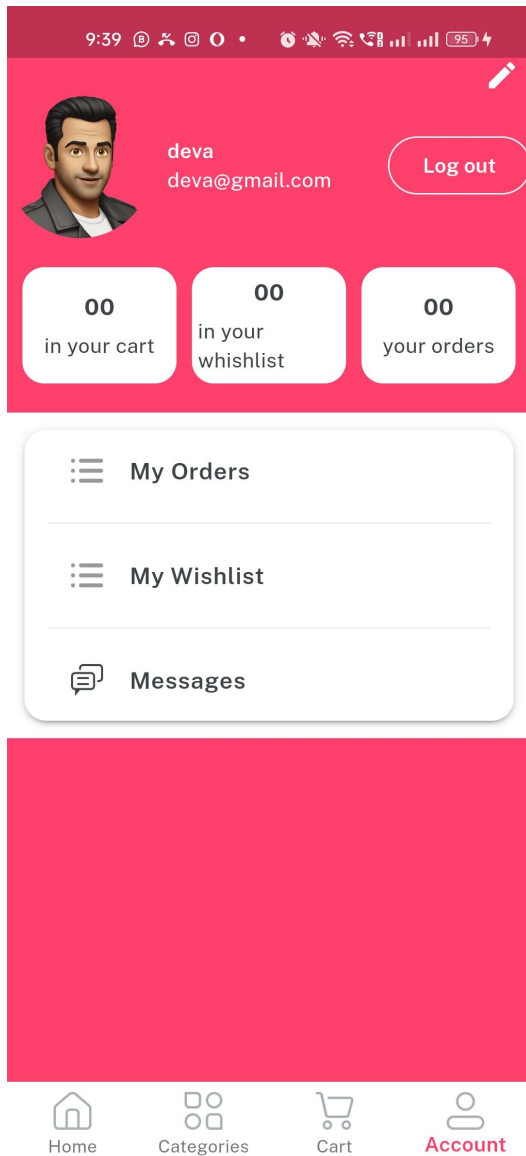 9:39
95
deva
deva@gmail.com
Log out
00
in your cart
00
in your
whishlist
00
your orders
My Orders
My Wishlist
Messages
Home
Categories
Cart
Account